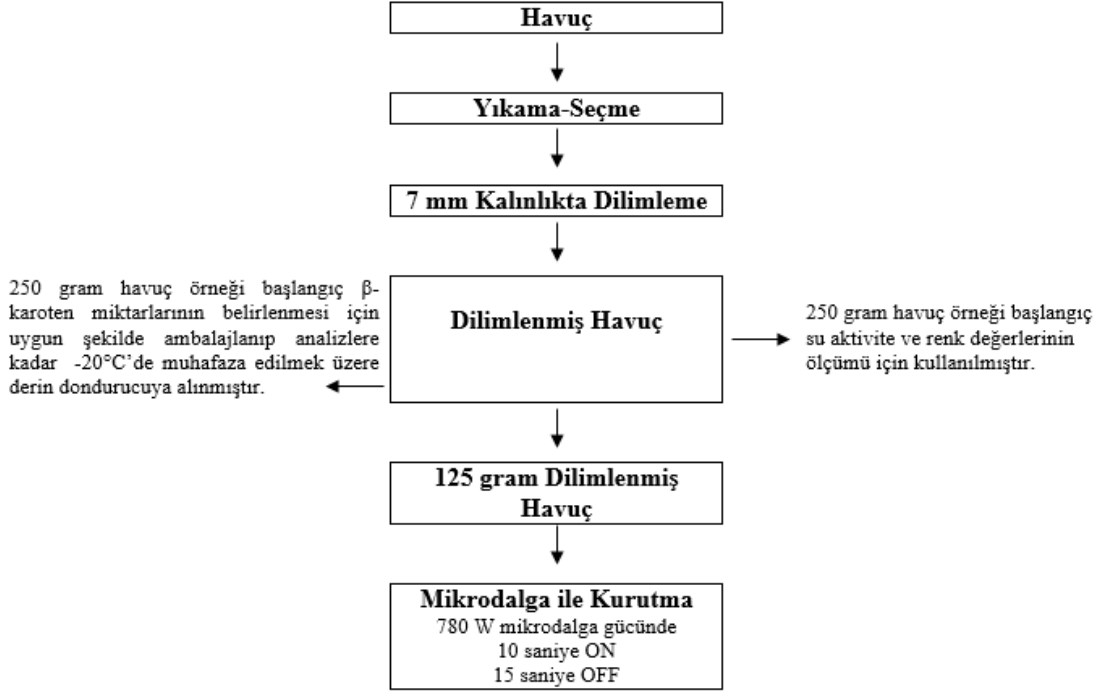 Havuç
Yıkama-Seçme
7 mm Kalınlıkta Dilimleme
250 gram havuç örneği başlangıç β-
karoten miktarlarının belirlenmesi için
uygun şekilde ambalajlanıp analizlere
kadar -20°C’de muhafaza edilmek üzere
derin dondurucuya alınmıştır.
Dilimlenmiş Havuç
250 gram havuç örneği başlangıç
su aktivite ve renk değerlerinin
ölçümü için kullanılmıştır.
125 gram Dilimlenmiş
Havuç
Mikrodalga ile Kurutma
780 W mikrodalga gücünde
10 saniye ON
15 saniye OFF